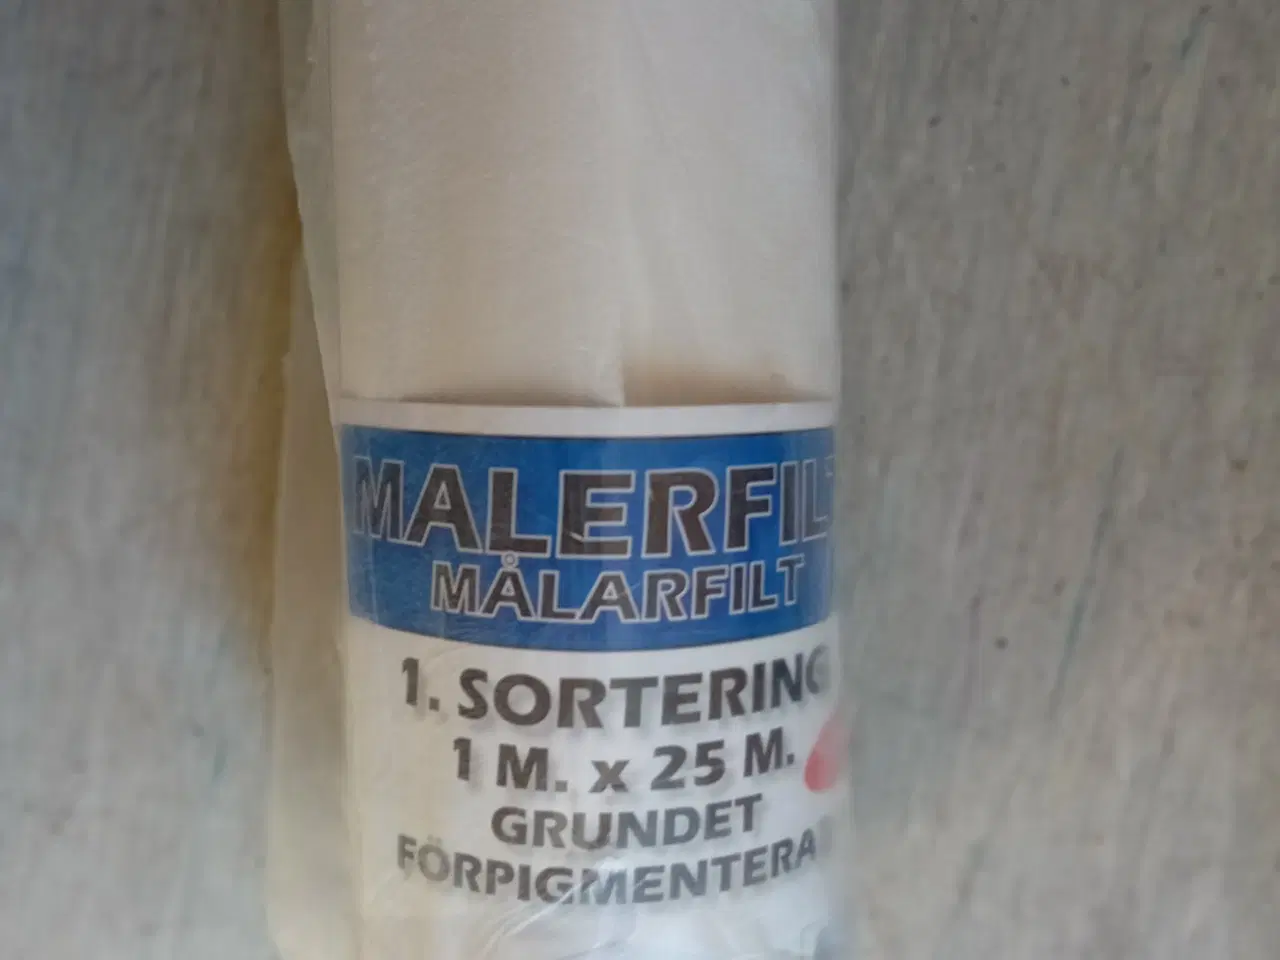 MALERFILT
MÅLARFILT
1. SORTERING
1 M. x 25 M.
GRUNDET
FÖRPIGMENTERA